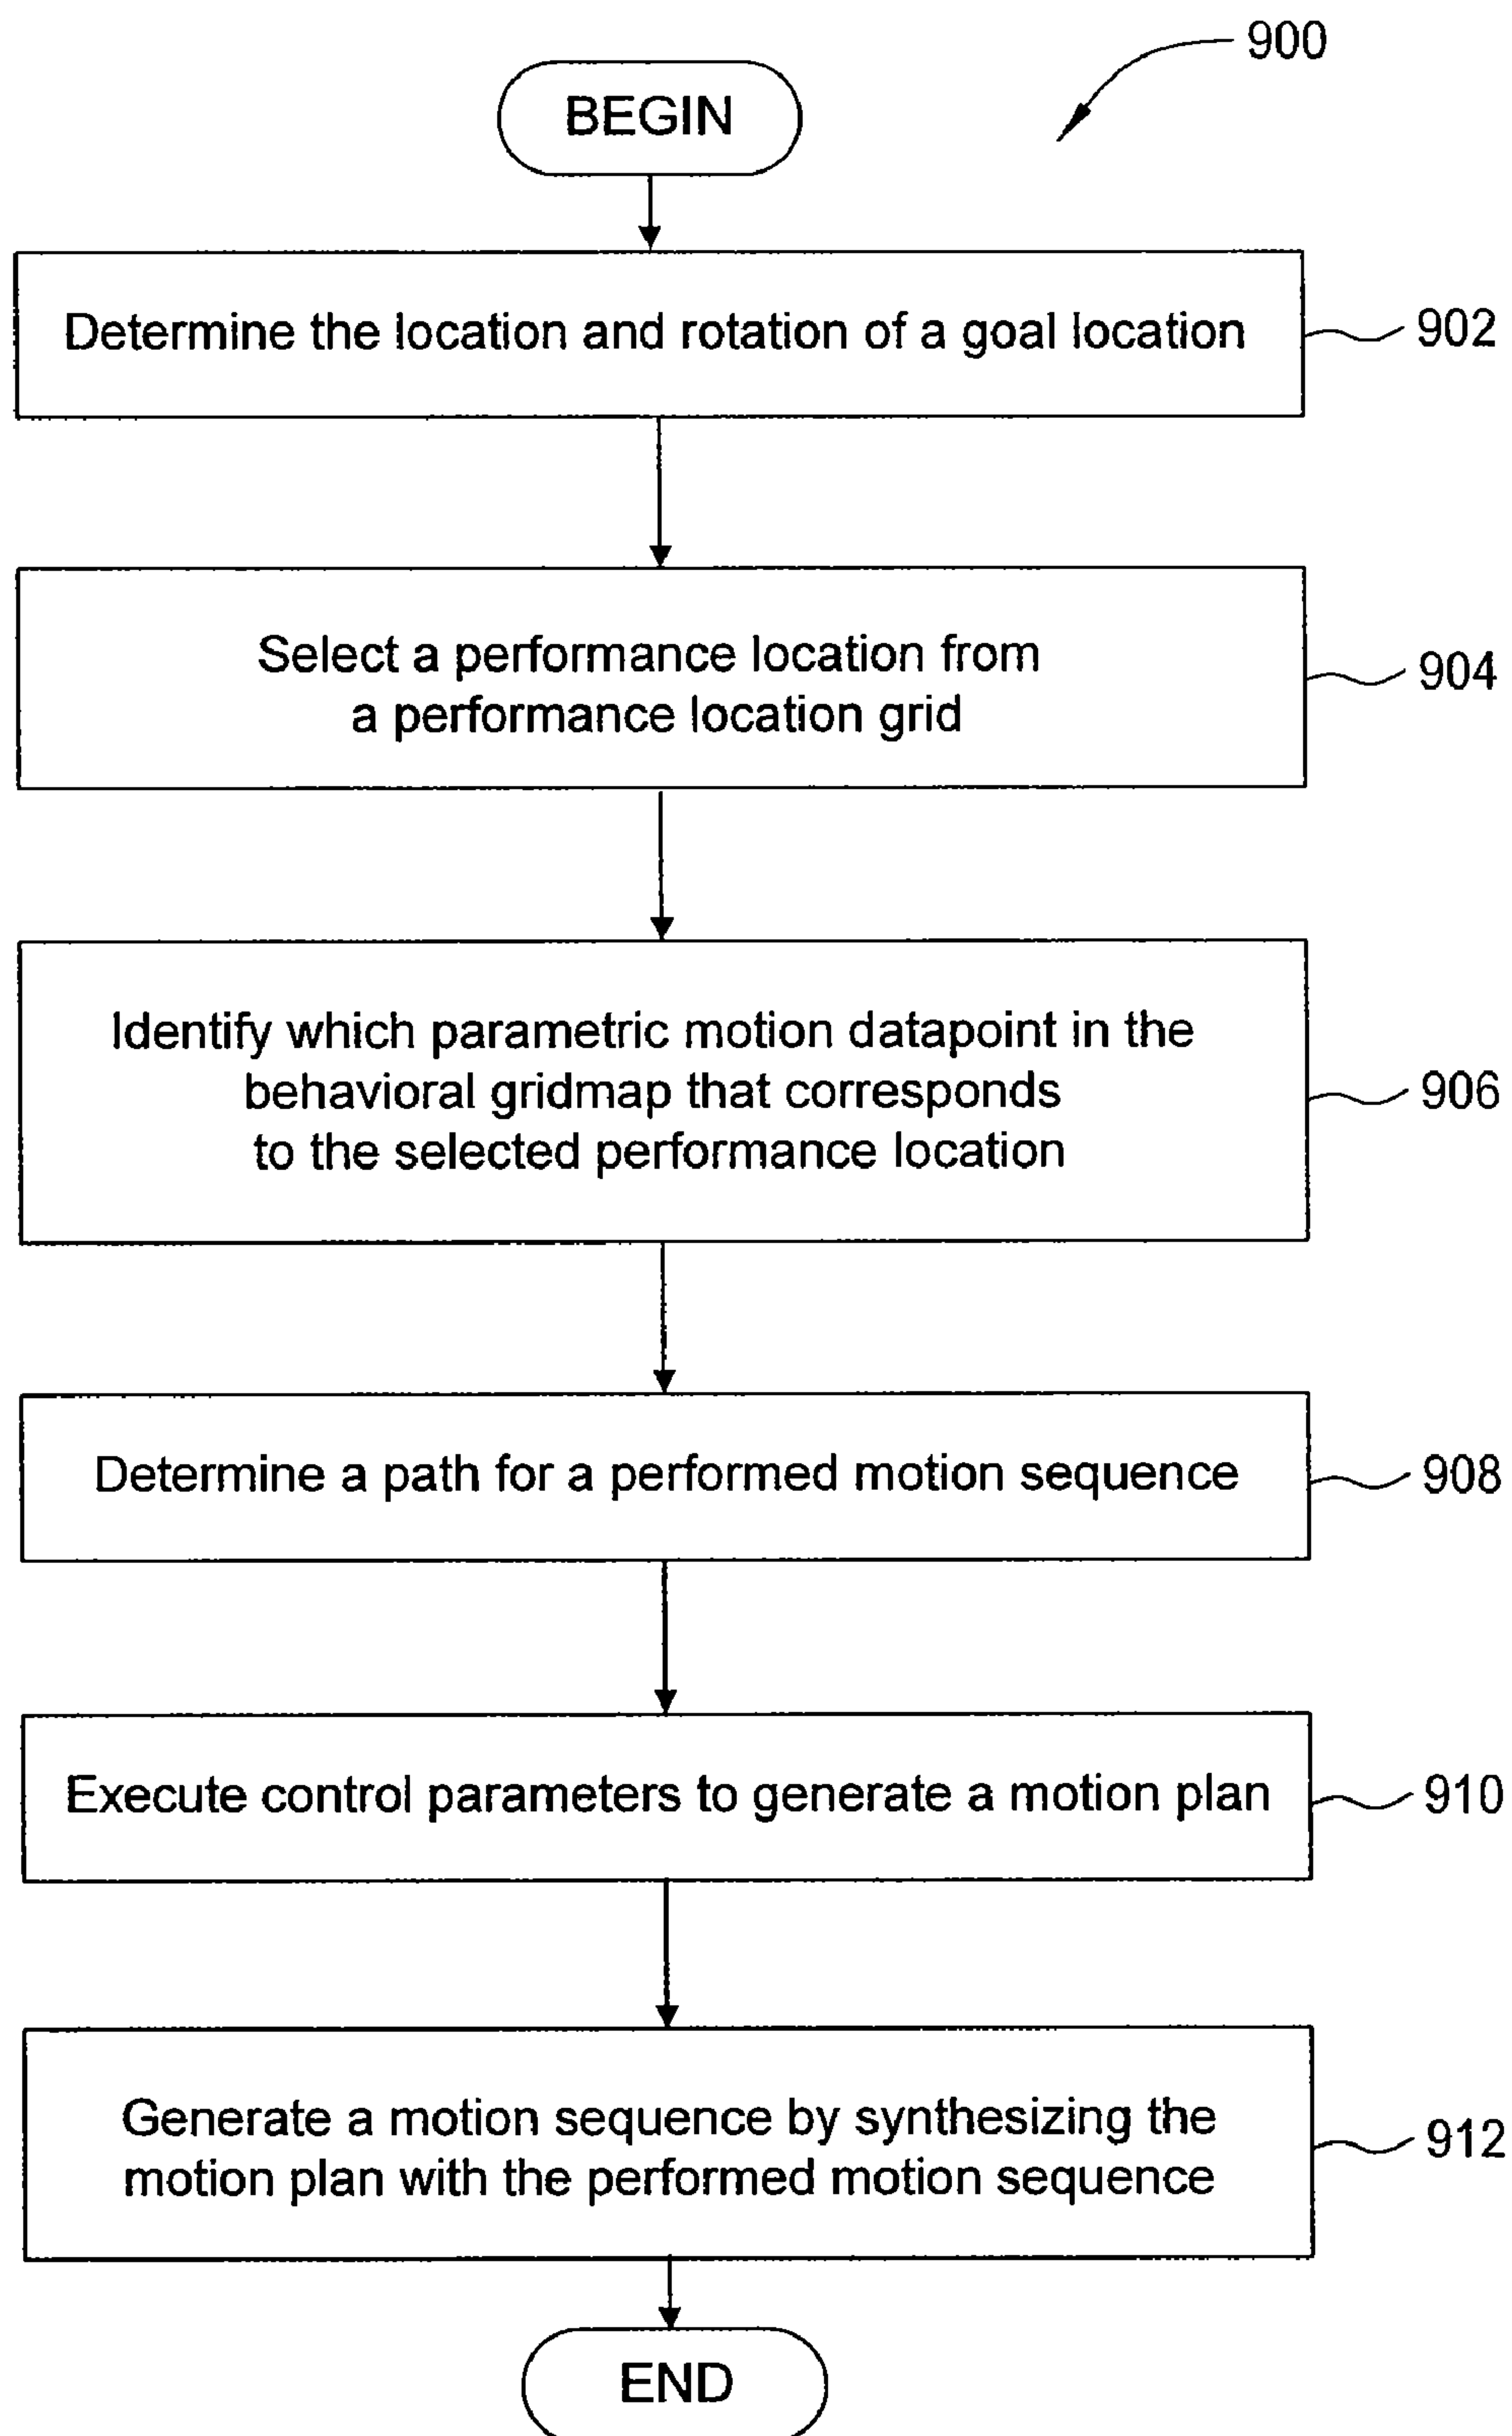 900
BEGIN
Determine the location and rotation of a goal location
902
Select a performance location from
a performance location grid
904
Identify which parametric motion datapoint in the
behavioral gridmap that corresponds
to the selected performance location
906
Determine a path for a performed motion sequence
908
Execute control parameters to generate a motion plan
910
Generate a motion sequence by synthesizing the
motion plan with the performed motion sequence
912
END